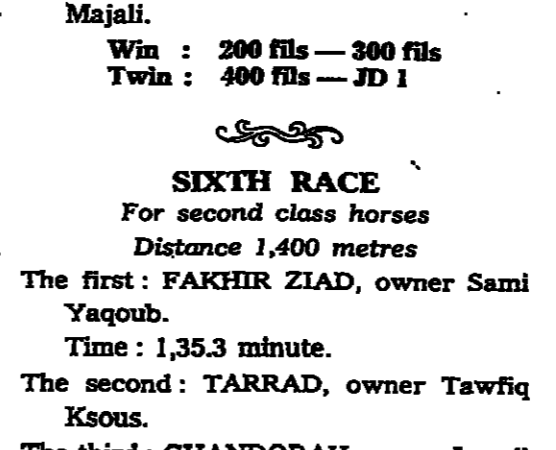 Majali.
Win : 200 fils — 300 fils
Twin : 400 fils — JD 1
SIXTH RACE
For second class horses
Distance 1,400 metres
The first : FAKHIR ZIAD, owner Sami
Yaqoub.
Time : 1,35.3 minute.
The second : TARRAD, owner Tawfiq
Ksous.
The third :